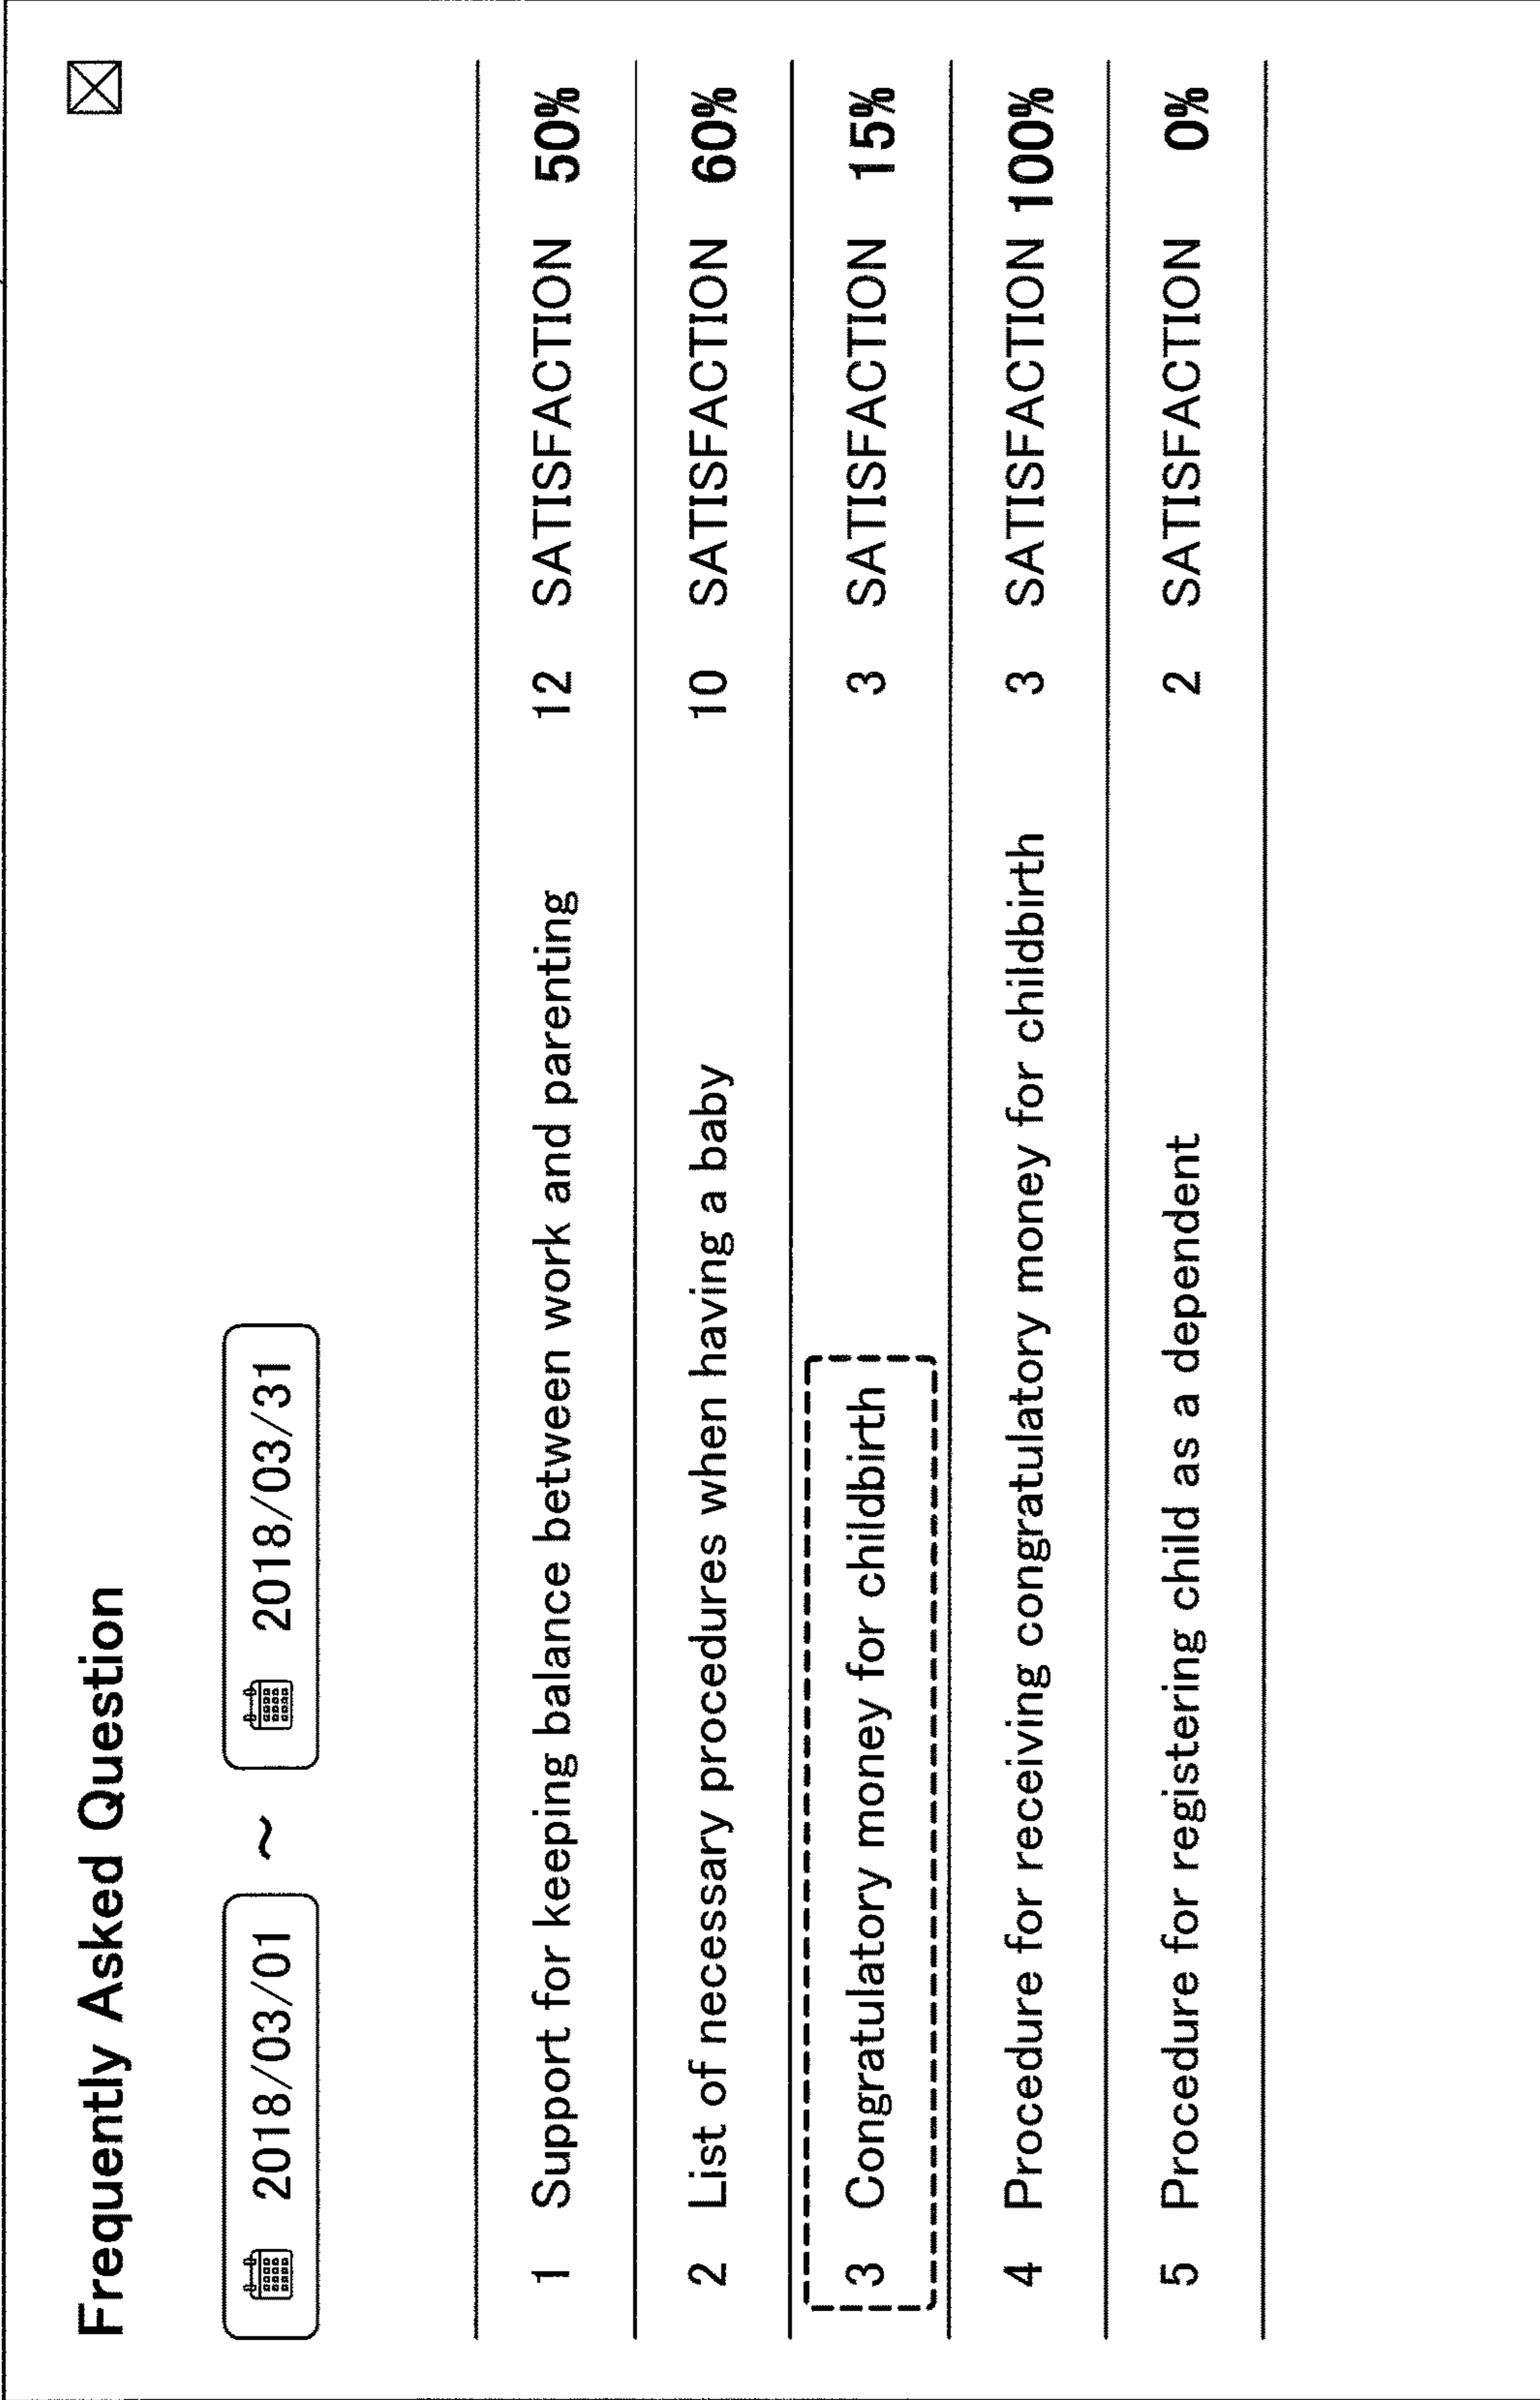 Frequently Asked Question
2018/03/01 ~ 2018/03/31
1 Support for keeping balance between work and parenting 12 SATISFACTION 50%
2 List of necessary procedures when having a baby 10 SATISFACTION 60%
3 Congratulatory money for childbirth 3 SATISFACTION 15%
4 Procedure for receiving congratulatory money for childbirth 3 SATISFACTION 100%
5 Procedure for registering child as a dependent 2 SATISFACTION 0%